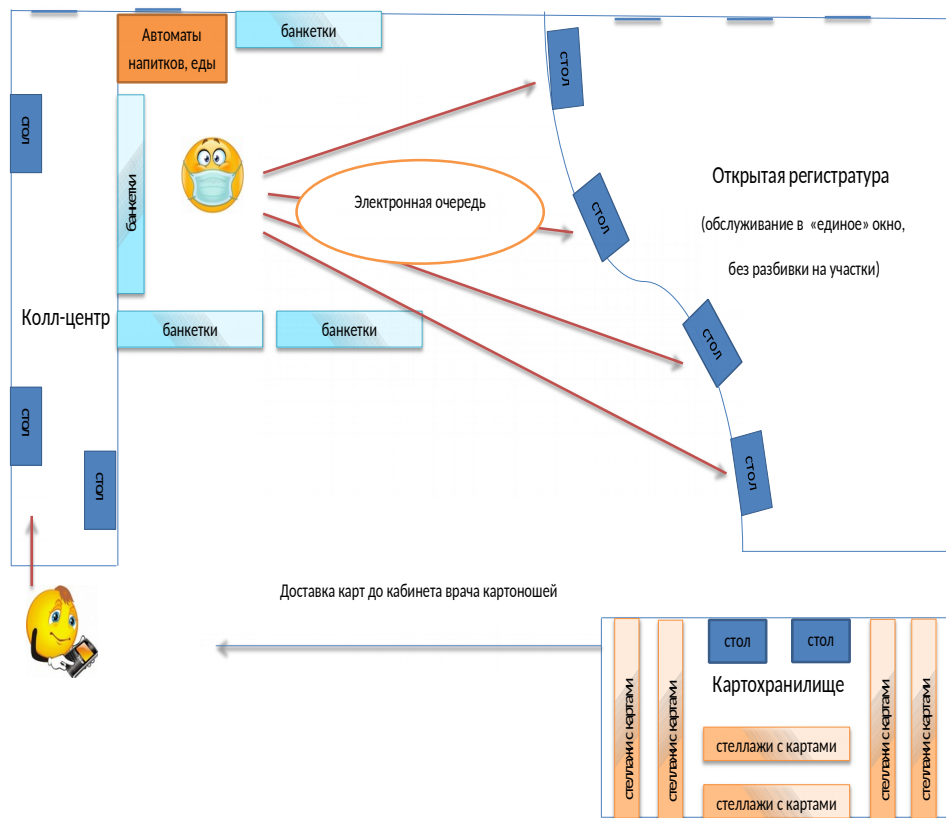 Автоматы
напитков, еды
банкетки
стол
стол
банкетки
Открытая регистратура
(обслуживание в «единое» окно,
без разбивки на участки)
Электронная очередь
стол
Колл-центр
банкетки
банкетки
стол
стол
стол
стол
Доставка карт до кабинета врача картоношей
стол
стол
Картохранилище
стеллажи с картами
стеллажи с картами
стеллажи с картами
стеллажи с картами
стеллажи с картами
стеллажи с картами